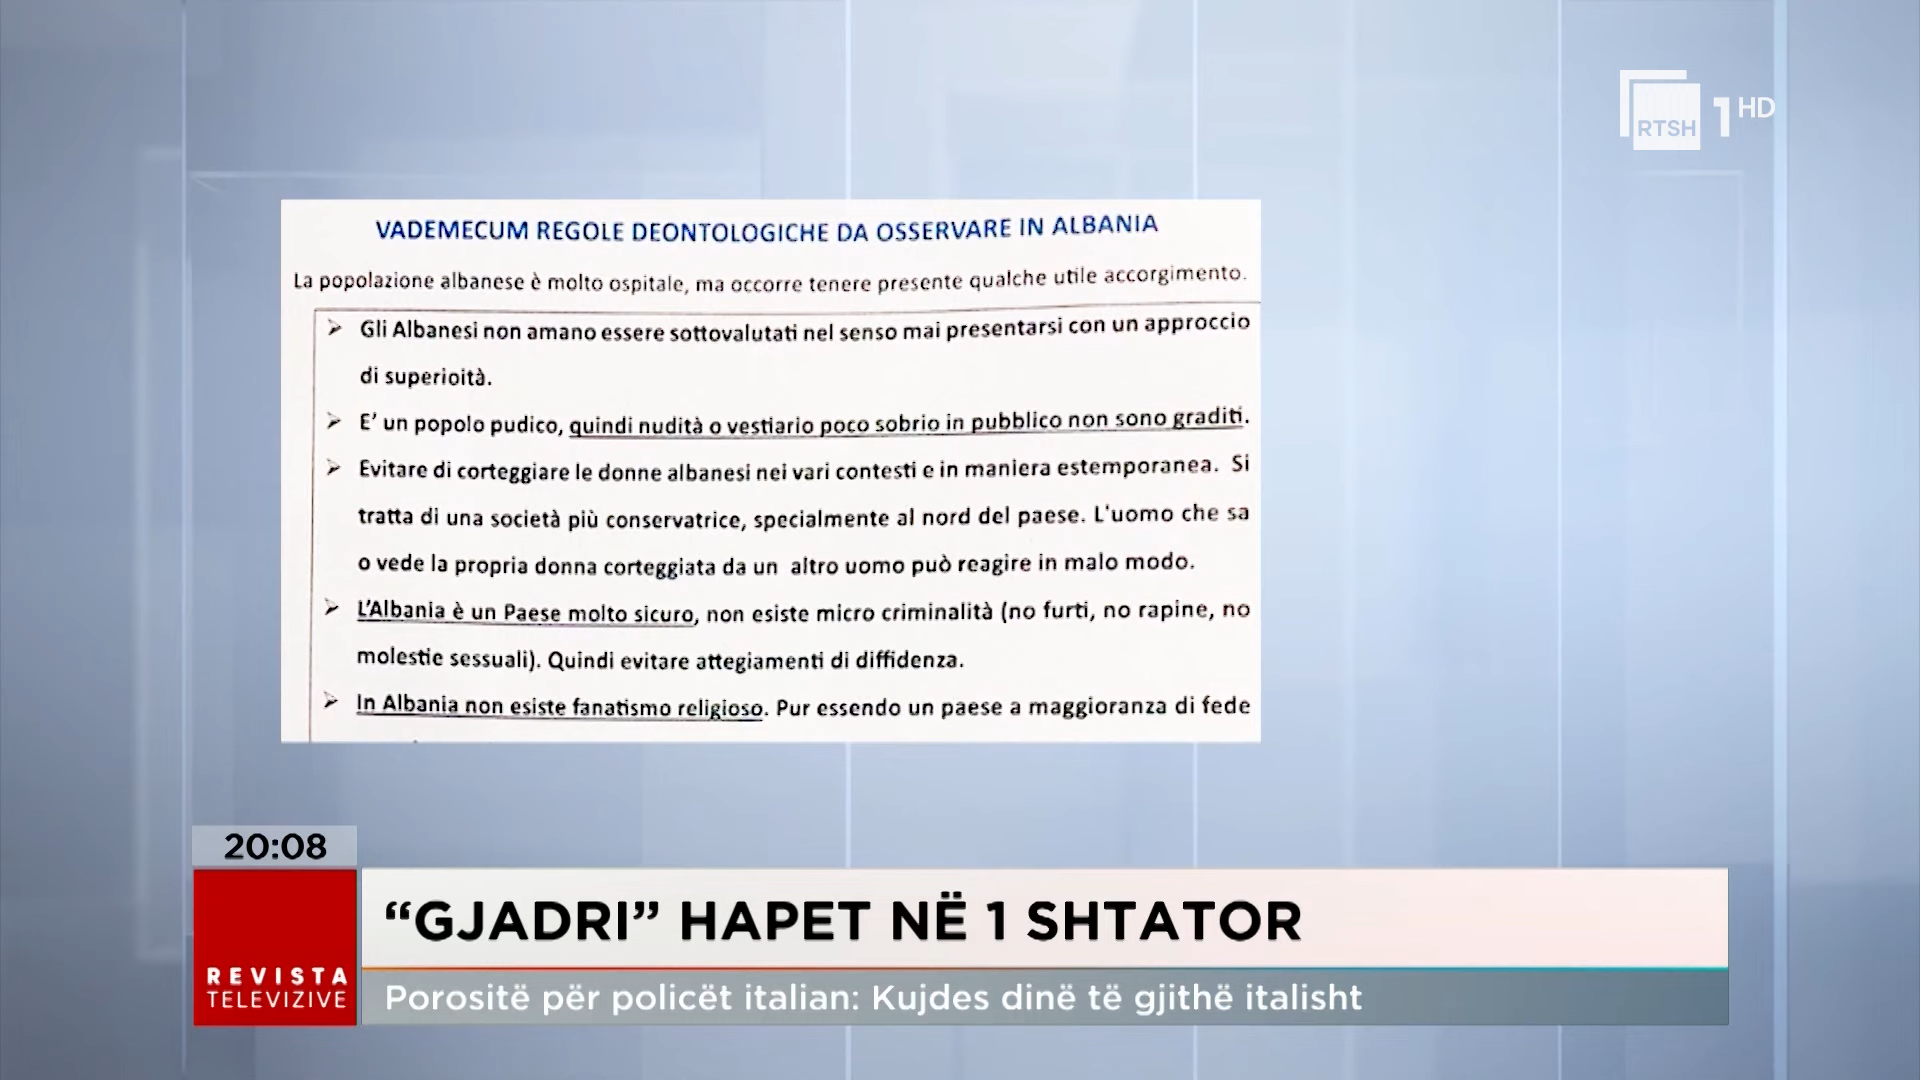 RTSH 1 HD
VADEMECUM REGOLE DEONTOLOGICHE DA OSSERVARE IN ALBANIA
La popolazione albanese è molto ospitale, ma occorre tenere presente qualche utile accorgimento.
➢ Gli Albanesi non amano essere sottovalutati nel senso mai presentarsi con un approccio
di superioità.
➢ E’ un popolo pudico, quindi nudità o vestiario poco sobrio in pubblico non sono graditi.
➢ Evitare di corteggiare le donne albanesi nei vari contesti e in maniera estemporanea. Si
tratta di una società più conservatrice, specialmente al nord del paese. L'uomo che sa
o vede la propria donna corteggiata da un altro uomo può reagire in malo modo.
➢ L’Albania è un Paese molto sicuro, non esiste micro criminalità (no furti, no rapine, no
molestie sessuali). Quindi evitare attegiamenti di diffidenza.
➢ In Albania non esiste fanatismo religioso. Pur essendo un paese a maggioranza di fede
20:08
“GJADRI” HAPET NË 1 SHTATOR
REVISTA
TELEVIZIVE
Porositë për policët italian: Kujdes dinë të gjithë italisht